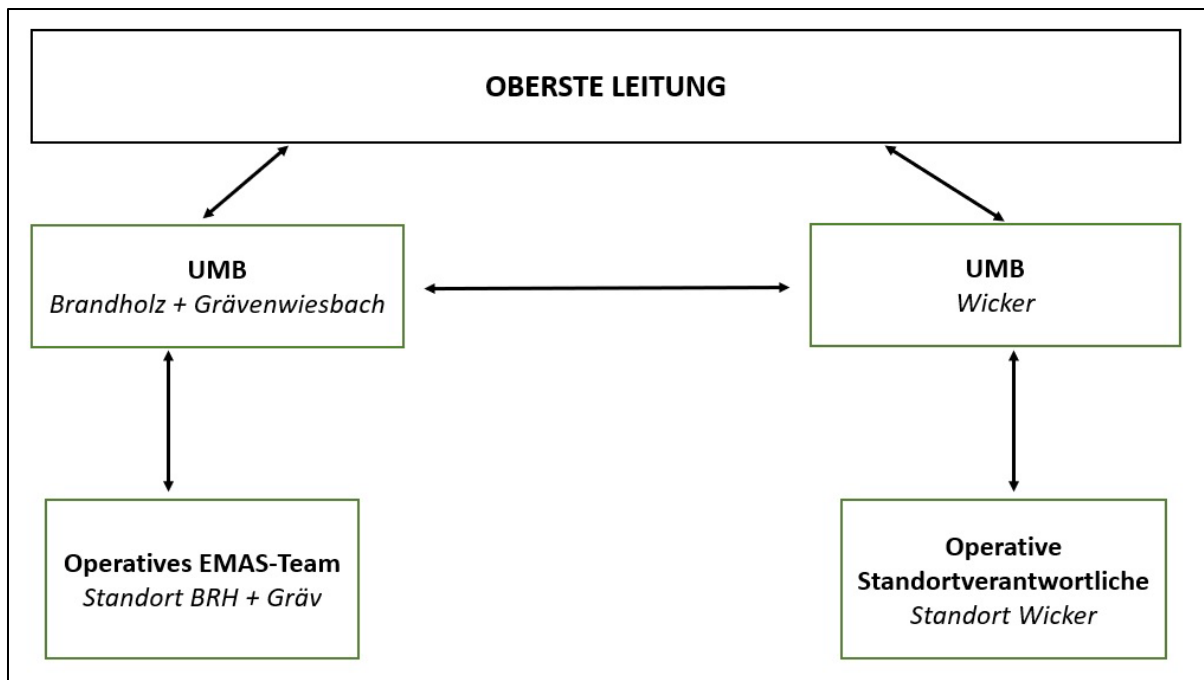 OBERSTE LEITUNG
UMB
Brandholz + Grävenwiesbach
UMB
Wicker
Operatives EMAS-Team
Standort BRH + Gräv
Operative
Standortverantwortliche
Standort Wicker